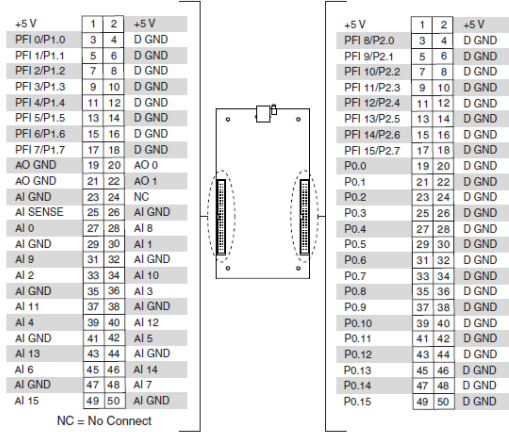 +5 V 1 2 +5 V
PFI 0/P1.0 3 4 D GND
PFI 1/P1.1 5 6 D GND
PFI 2/P1.2 7 8 D GND
PFI 3/P1.3 9 10 D GND
PFI 4/P1.4 11 12 D GND
PFI 5/P1.5 13 14 D GND
PFI 6/P1.6 15 16 D GND
PFI 7/P1.7 17 18 D GND
AO GND 19 20 AO 0
AO GND 21 22 AO 1
AI GND 23 24 NC
AI SENSE 25 26 AI GND
AI 0 27 28 AI 8
AI GND 29 30 AI 1
AI 9 31 32 AI GND
AI 2 33 34 AI 10
AI GND 35 36 AI 3
AI 11 37 38 AI GND
AI 4 39 40 AI 12
AI GND 41 42 AI 5
AI 13 43 44 AI GND
AI 6 45 46 AI 14
AI GND 47 48 AI 7
AI 15 49 50 AI GND
NC = No Connect
+5 V 1 2 +5 V
PFI 8/P2.0 3 4 D GND
PFI 9/P2.1 5 6 D GND
PFI 10/P2.2 7 8 D GND
PFI 11/P2.3 9 10 D GND
PFI 12/P2.4 11 12 D GND
PFI 13/P2.5 13 14 D GND
PFI 14/P2.6 15 16 D GND
PFI 15/P2.7 17 18 D GND
P0.0 19 20 D GND
P0.1 21 22 D GND
P0.2 23 24 D GND
P0.3 25 26 D GND
P0.4 27 28 D GND
P0.5 29 30 D GND
P0.6 31 32 D GND
P0.7 33 34 D GND
P0.8 35 36 D GND
P0.9 37 38 D GND
P0.10 39 40 D GND
P0.11 41 42 D GND
P0.12 43 44 D GND
P0.13 45 46 D GND
P0.14 47 48 D GND
P0.15 49 50 D GND